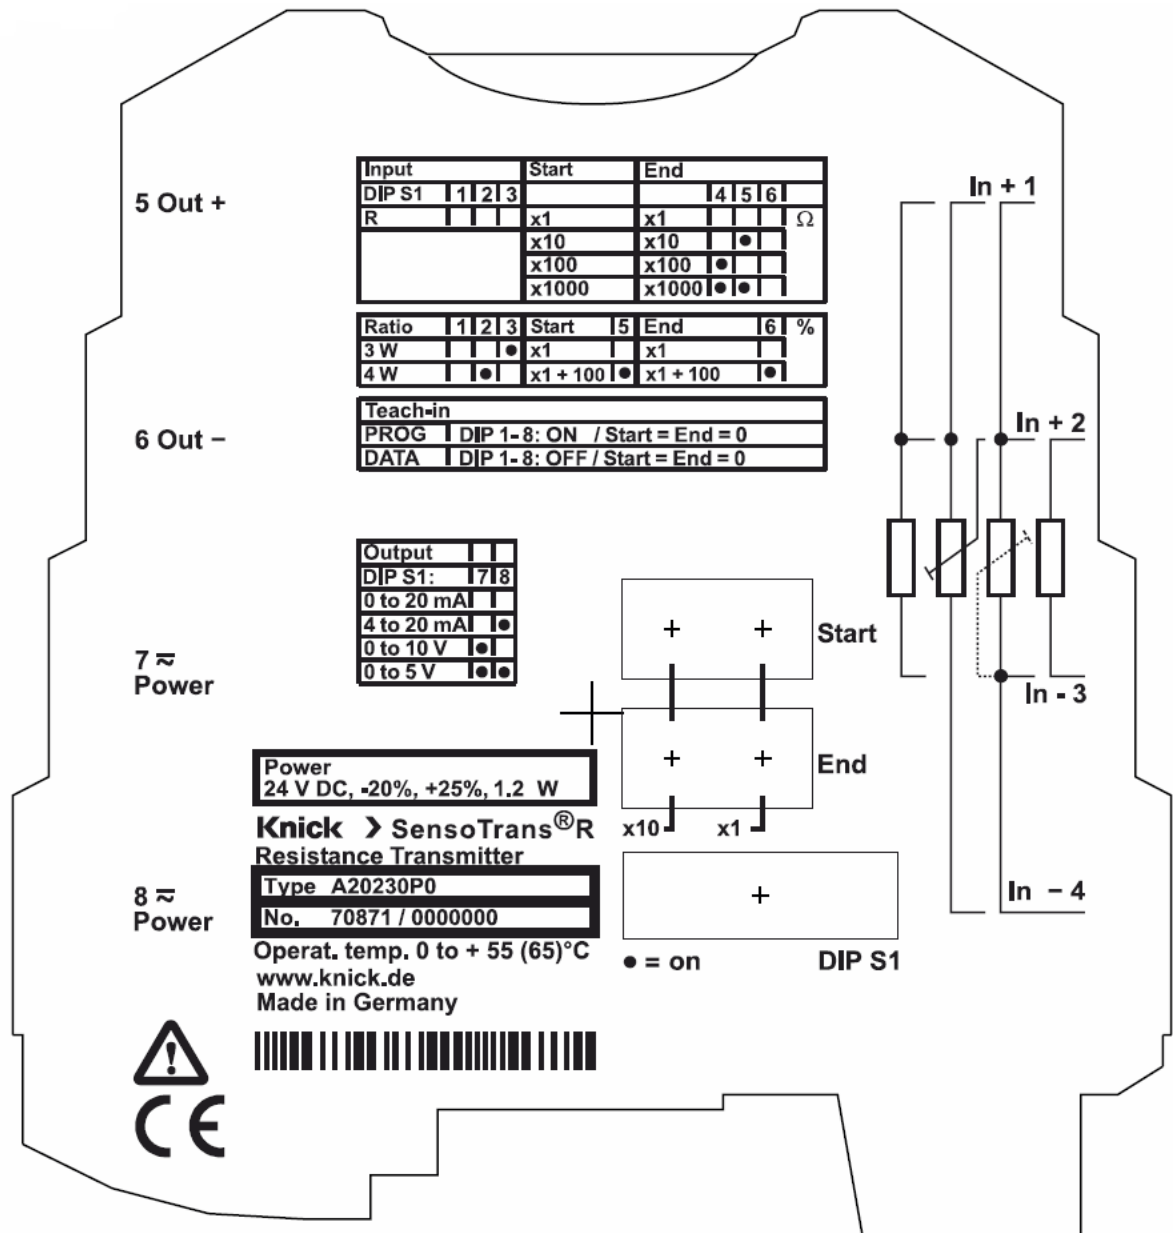 5 Out +
6 Out −
7 ≂
Power
8 ≂
Power
Input Start End
DIP S1 1 2 3 4 5 6
R x1 x1 Ω
x10 x10 ●
x100 x100 ●
x1000 x1000 ● ●
Ratio 1 2 3 Start 5 End 6 %
3 W ● x1 x1
4 W ● x1 + 100 ● x1 + 100 ●
Teach-in
PROG DIP 1- 8: ON / Start = End = 0
DATA DIP 1- 8: OFF / Start = End = 0
Output
DIP S1: 7 8
0 to 20 mA
4 to 20 mA ●
0 to 10 V ●
0 to 5 V ● ●
In + 1
In + 2
In - 3
In − 4
Start
End
x10 x1
● = on DIP S1
Power
24 V DC, -20%, +25%, 1.2 W
Knick > SensoTrans® R
Resistance Transmitter
Type A20230P0
No. 70871 / 0000000
Operat. temp. 0 to + 55 (65)°C
www.knick.de
Made in Germany
CE